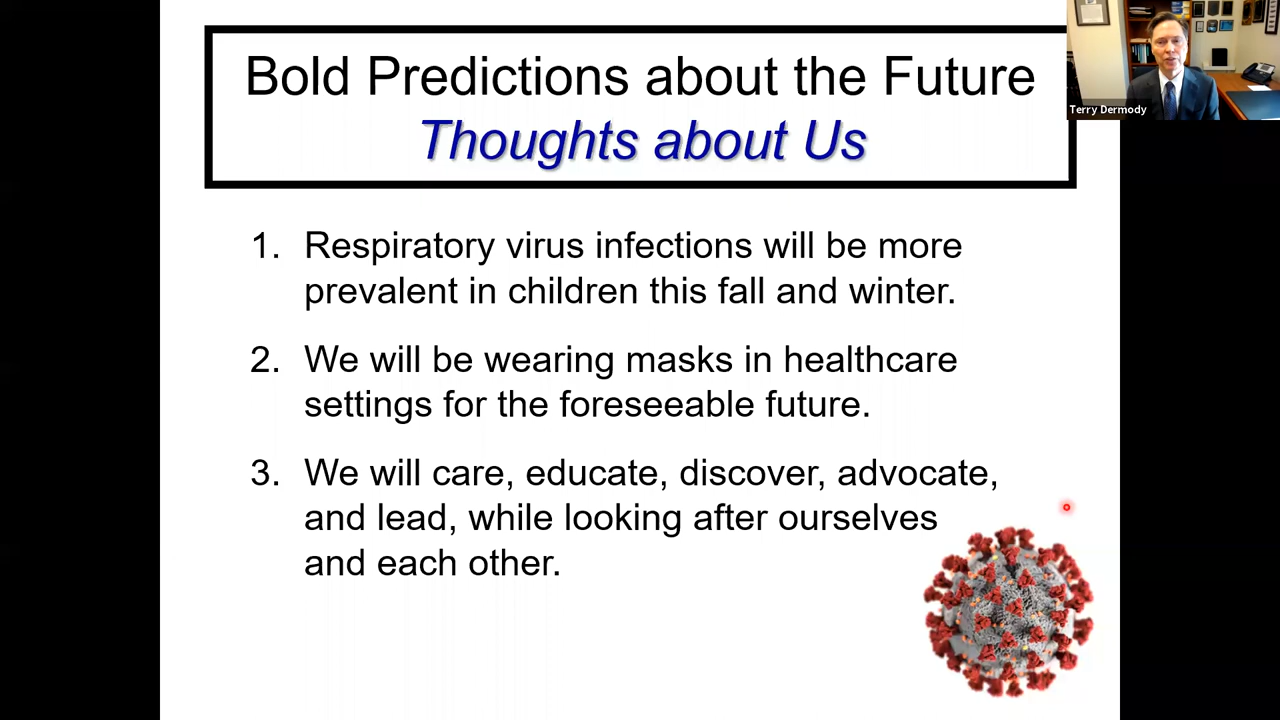 Bold Predictions about the Future
Thoughts about Us
Terry Dermody
1. Respiratory virus infections will be more
prevalent in children this fall and winter.
2. We will be wearing masks in healthcare
settings for the foreseeable future.
3. We will care, educate, discover, advocate,
and lead, while looking after ourselves
and each other.